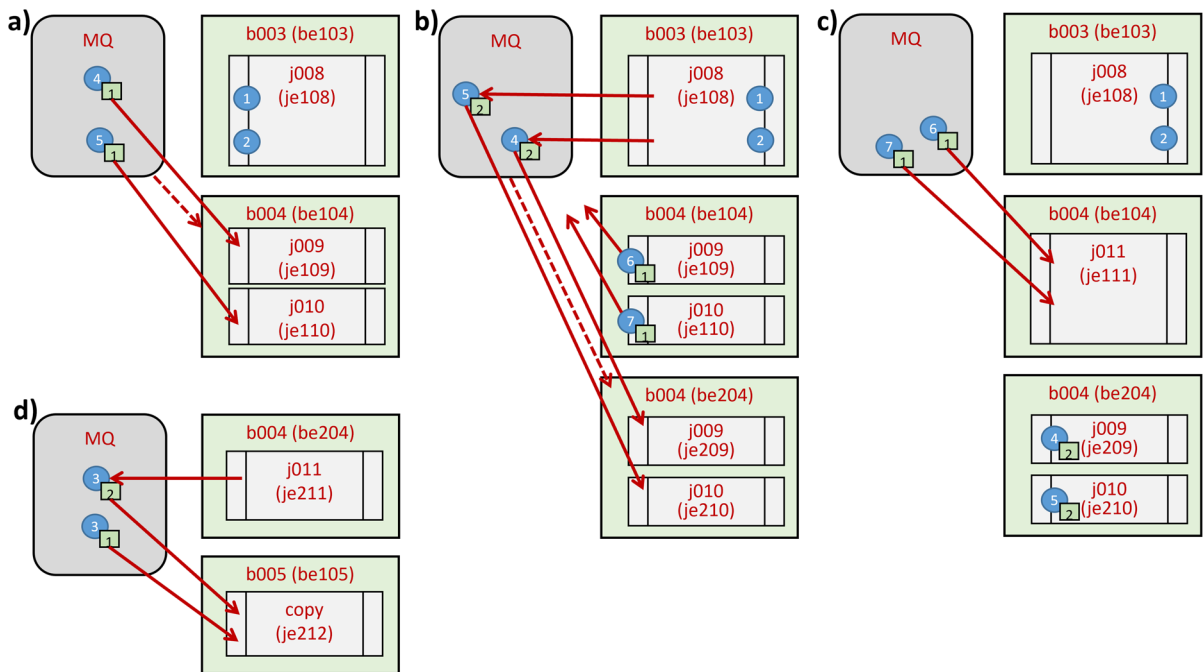 a)
MQ
4
1
5
1
b003 (be103)
j008
(je108)
1
2
b004 (be104)
j009
(je109)
j010
(je110)
b)
MQ
5
2
4
2
b003 (be103)
j008
(je108)
1
2
b004 (be104)
j009
(je109)
6
1
j010
(je110)
7
1
b004 (be204)
j009
(je209)
j010
(je210)
c)
MQ
6
1
7
1
b003 (be103)
j008
(je108)
1
2
b004 (be104)
j011
(je111)
b004 (be204)
j009
(je209)
4
2
j010
(je210)
5
2
d)
MQ
3
2
3
1
b004 (be204)
j011
(je211)
b005 (be105)
copy
(je212)